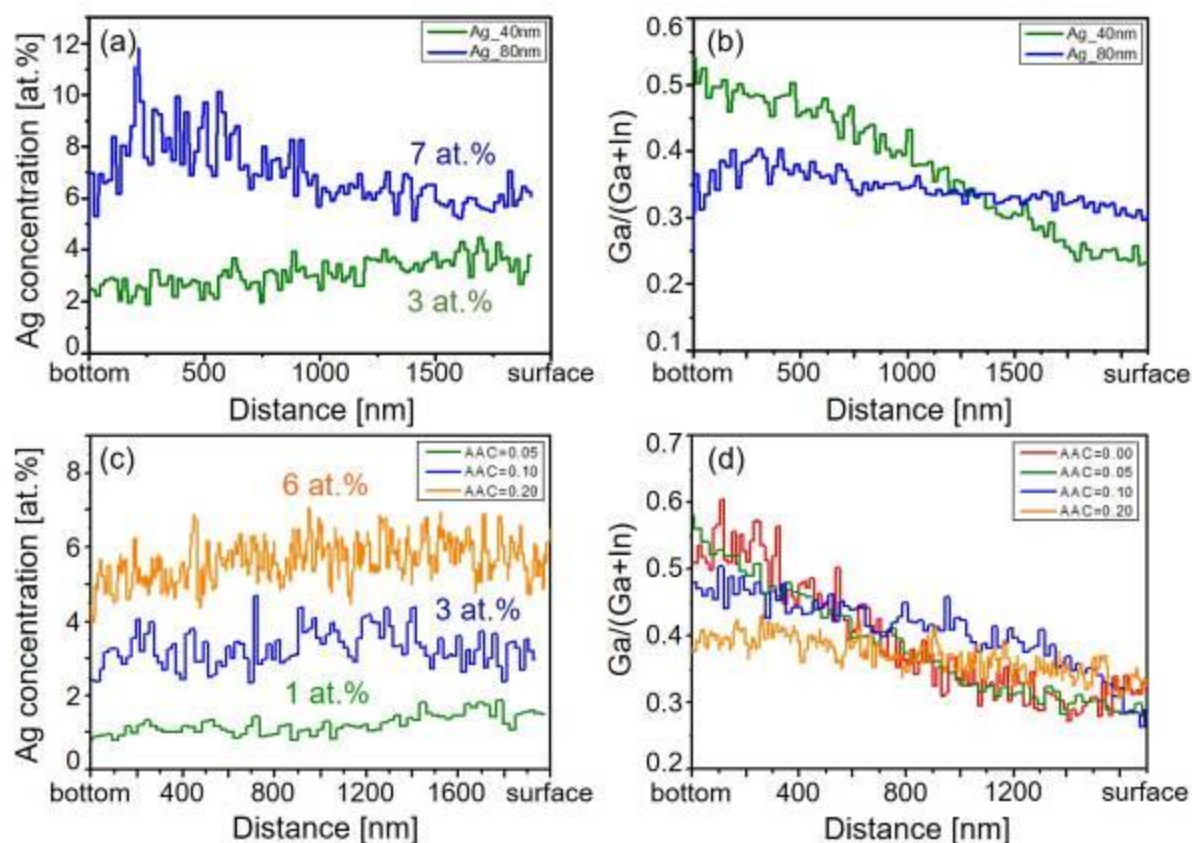 (a)
Ag_40nm
Ag_80nm
Ag concentration [at.%]
12
10
8
6
4
2
0
7 at.%
3 at.%
bottom 500 1000 1500 surface
Distance [nm]
(b)
Ag_40nm
Ag_80nm
Ga/(Ga+In)
0.6
0.5
0.4
0.3
0.2
0.1
bottom 500 1000 1500 surface
Distance [nm]
(c)
AAC=0.05
AAC=0.10
AAC=0.20
Ag concentration [at.%]
8
6
4
2
0
6 at.%
3 at.%
1 at.%
bottom 400 800 1200 1600 surface
Distance [nm]
(d)
AAC=0.00
AAC=0.05
AAC=0.10
AAC=0.20
Ga/(Ga+In)
0.7
0.6
0.5
0.4
0.3
0.2
bottom 400 800 1200 surface
Distance [nm]